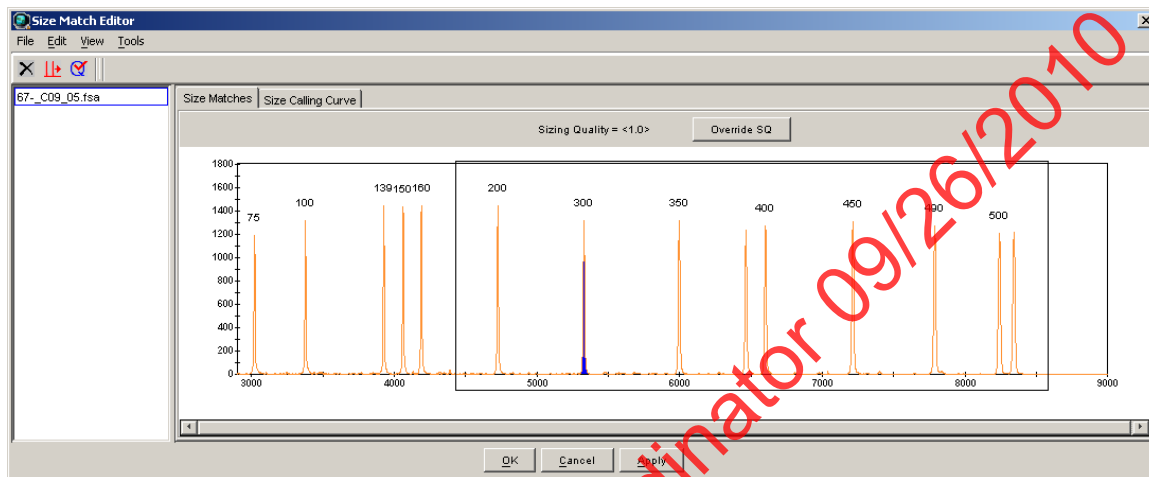 Size Match Editor
File Edit View Tools
67-_C09_05.fsa
Size Matches Size Calling Curve
Sizing Quality = <1.0> Override SQ
1800
1600
1400
1200
1000
800
600
400
200
0
75 100 139 150 160 200 300 350 400 450 490 500
3000 4000 5000 6000 7000 8000 9000
OK Cancel Apply
dinator 09/26/2010